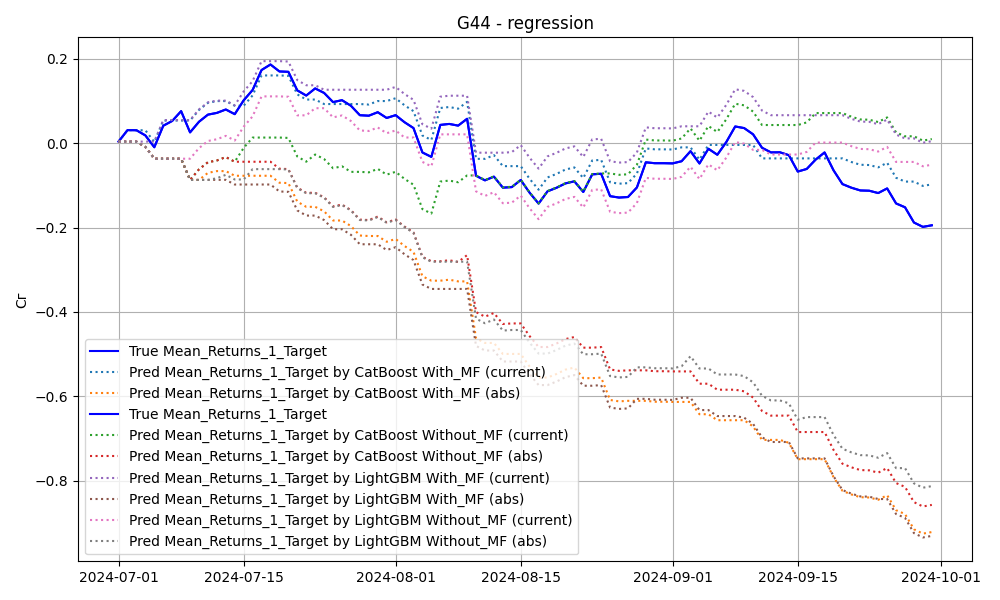 G44 - regression
Cr
0.2
0.0
−0.2
−0.4
−0.6
−0.8
True Mean_Returns_1_Target
Pred Mean_Returns_1_Target by CatBoost With_MF (current)
Pred Mean_Returns_1_Target by CatBoost With_MF (abs)
True Mean_Returns_1_Target
Pred Mean_Returns_1_Target by CatBoost Without_MF (current)
Pred Mean_Returns_1_Target by CatBoost Without_MF (abs)
Pred Mean_Returns_1_Target by LightGBM With_MF (current)
Pred Mean_Returns_1_Target by LightGBM With_MF (abs)
Pred Mean_Returns_1_Target by LightGBM Without_MF (current)
Pred Mean_Returns_1_Target by LightGBM Without_MF (abs)
2024-07-01 2024-07-15 2024-08-01 2024-08-15 2024-09-01 2024-09-15 2024-10-01